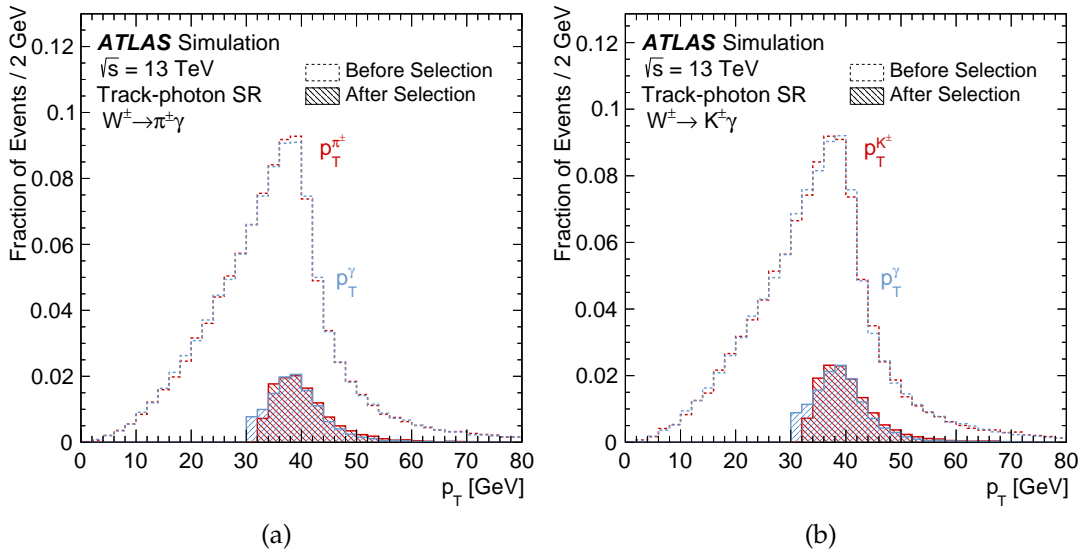 Fraction of Events / 2 GeV
0.12
0.1
0.08
0.06
0.04
0.02
0
ATLAS Simulation
√s = 13 TeV
Track-photon SR
W±→π±γ
Before Selection
After Selection
p_T^π±
p_T^γ
0 10 20 30 40 50 60 70 80
p_T [GeV]
(a)
Fraction of Events / 2 GeV
0.12
0.1
0.08
0.06
0.04
0.02
0
ATLAS Simulation
√s = 13 TeV
Track-photon SR
W±→ K±γ
Before Selection
After Selection
p_T^K±
p_T^γ
0 10 20 30 40 50 60 70 80
p_T [GeV]
(b)